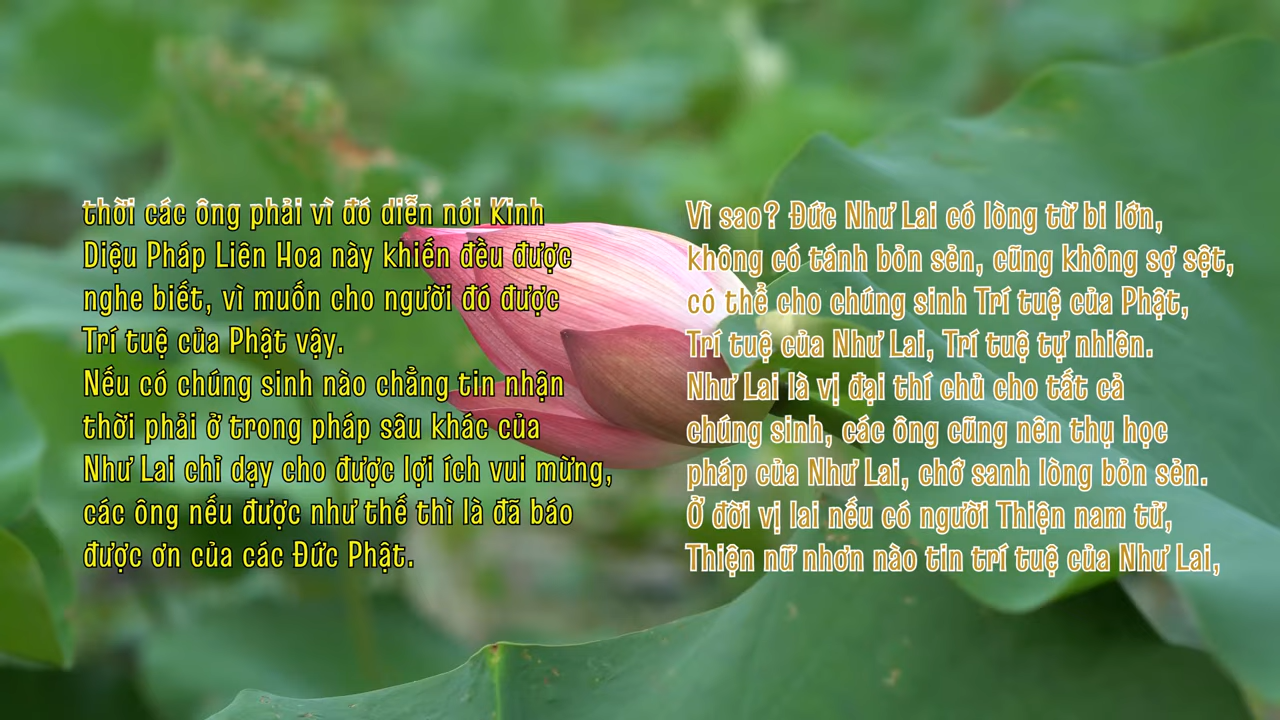 thời các ông phải vì đó diễn nói Kinh
Diệu Pháp Liên Hoa này khiến đều được
nghe biết, vì muốn cho người đó được
Trí tuệ của Phật vậy.
Nếu có chúng sinh nào chẳng tin nhận
thời phải ở trong pháp sâu khác của
Như Lai chỉ dạy cho được lợi ích vui mừng,
các ông nếu được như thế thì là đã báo
được ơn của các Đức Phật.
Vì sao? Đức Như Lai có lòng từ bi lớn,
không có tánh bỏn sẻn, cũng không sợ sệt,
có thể cho chúng sinh Trí tuệ của Phật,
Trí tuệ của Như Lai, Trí tuệ tự nhiên.
Như Lai là vị đại thí chủ cho tất cả
chúng sinh, các ông cũng nên thụ học
pháp của Như Lai, chớ sanh lòng bỏn sẻn.
Ở đời vị lai nếu có người Thiện nam tử,
Thiện nữ nhơn nào tin trí tuệ của Như Lai,